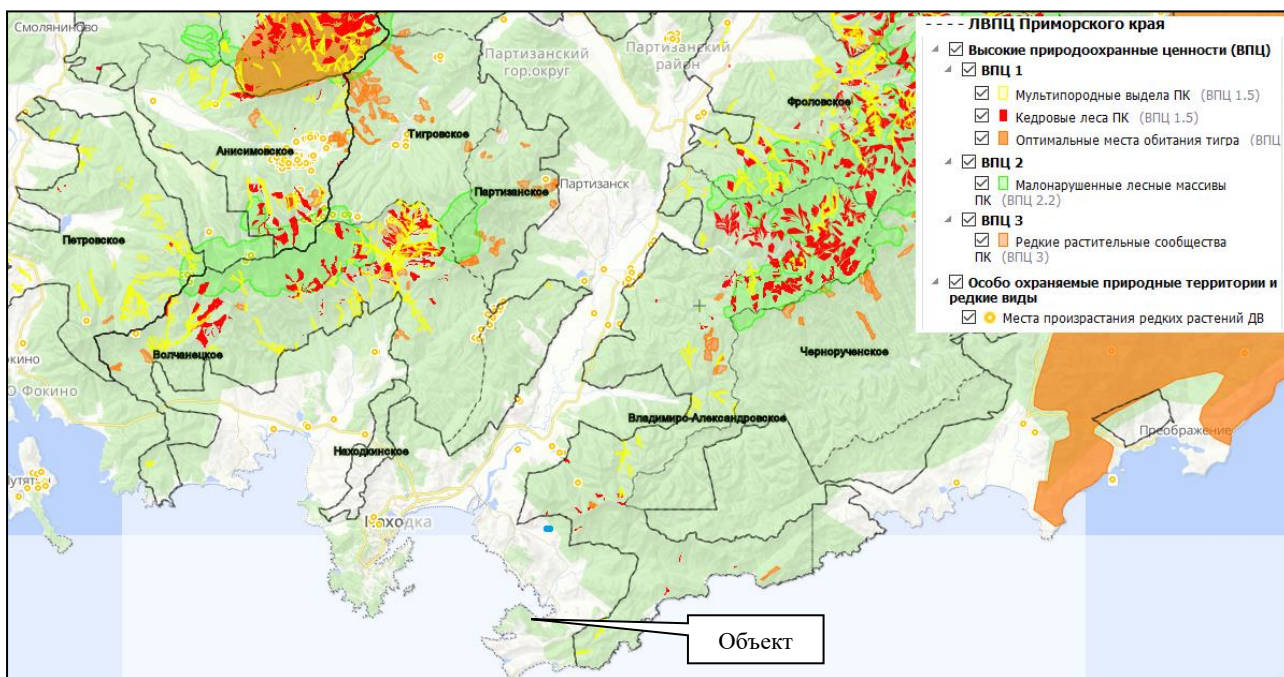 Смоляниново
Партизанский
гор.округ
Партизанский
район
Фроловское
Тигровское
Анисимовское
Партизанское
Партизанск
Петровское
Волчанецкое
О Фокино
Чернорученское
Владимиро-Александровское
Преображение
Находкинское
Находка
Объект
---- ЛВПЦ Приморского края
Высокие природоохранные ценности (ВПЦ)
ВПЦ 1
Мультипородные выдела ПК (ВПЦ 1.5)
Кедровые леса ПК (ВПЦ 1.5)
Оптимальные места обитания тигра (ВПЦ
ВПЦ 2
Малонарушенные лесные массивы
ПК (ВПЦ 2.2)
ВПЦ 3
Редкие растительные сообщества
ПК (ВПЦ 3)
Особо охраняемые природные территории и
редкие виды
Места произрастания редких растений ДВ